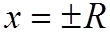 x = ±R